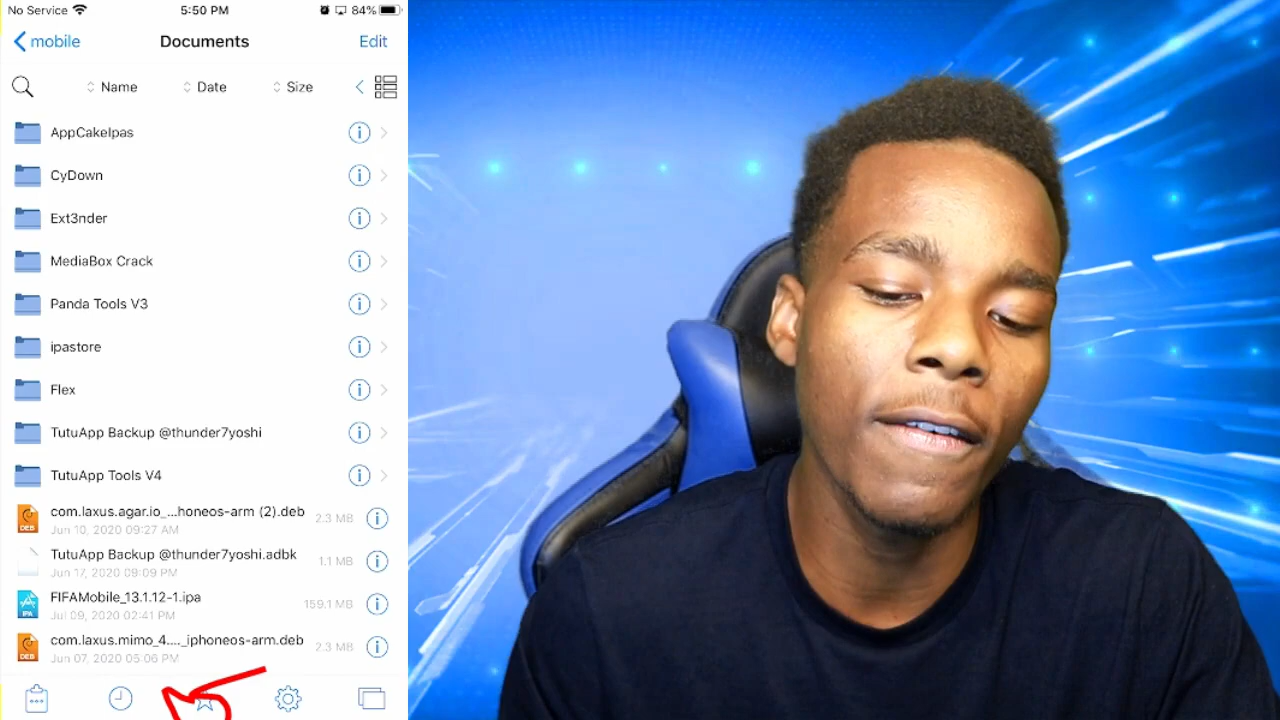 No Service 5:50 PM 84%
mobile Documents Edit
Name Date Size
AppCakeIpas
CyDown
Ext3nder
MediaBox Crack
Panda Tools V3
ipastore
Flex
TutuApp Backup @thunder7yoshi
TutuApp Tools V4
com.laxus.agar.io_...honeos-arm (2).deb
2.3 MB
DEB
Jun 10, 2020 09:27 AM
TutuApp Backup @thunder7yoshi.adbk
1.1 MB
Jun 17, 2020 09:09 PM
FIFAMobile_13.1.12-1.ipa
159.1 MB
IPA
Jul 09, 2020 02:41 PM
com.laxus.mimo_4...._iphoneos-arm.deb
2.3 MB
DEB
Jun 07, 2020 05:06 PM